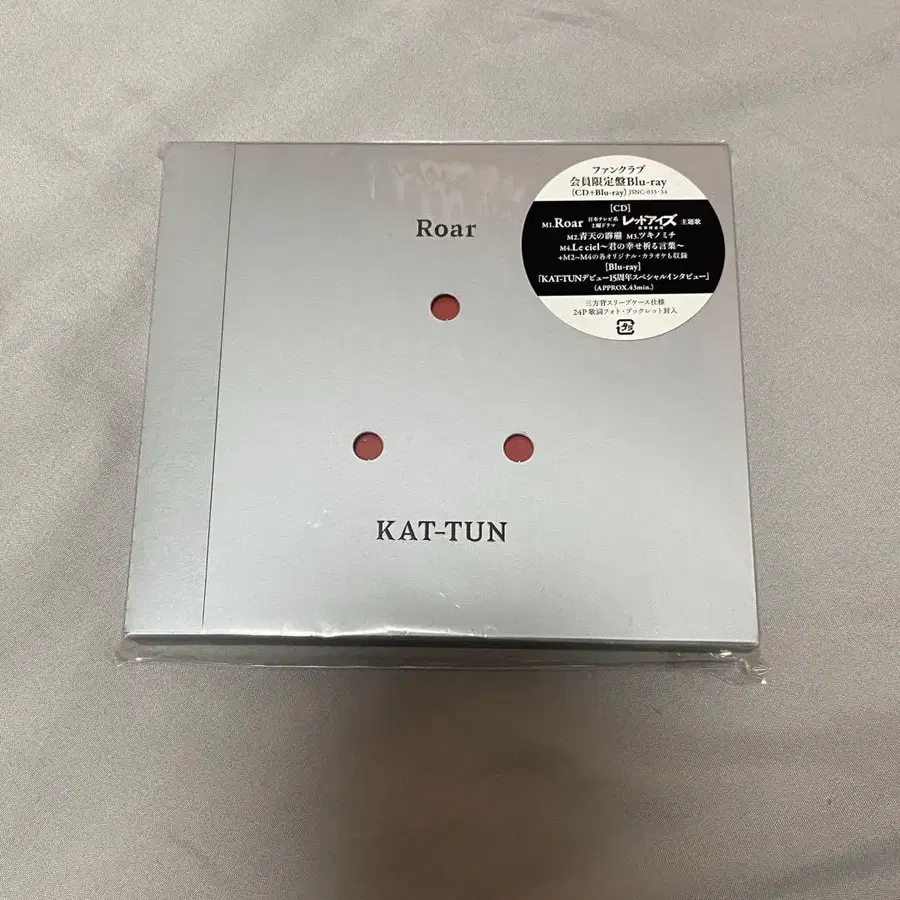 Roar
KAT-TUN
ファンクラブ
会員限定盤Blu-ray
(CD+Blu-ray) JSNC-033・34
[CD]
M1.Roar 日本テレビ系 土曜ドラマ レッドアイズ 監視捜査班 主題歌
M2.青天の霹靂 M3.ツキノミチ
M4.Le ciel〜君の幸せ祈る言葉〜
+M2〜M4の各オリジナル・カラオケも収録
[Blu-ray]
「KAT-TUNデビュー15周年スペシャルインタビュー」
(APPROX.43min.)
三方背スリーブケース仕様
24P 歌詞フォト・ブックレット封入